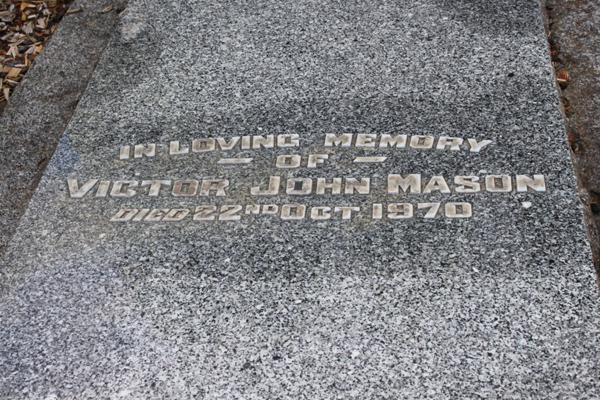 IN LOVING MEMORY
— OF —
VICTOR JOHN MASON
DIED 22ND OCT 1970